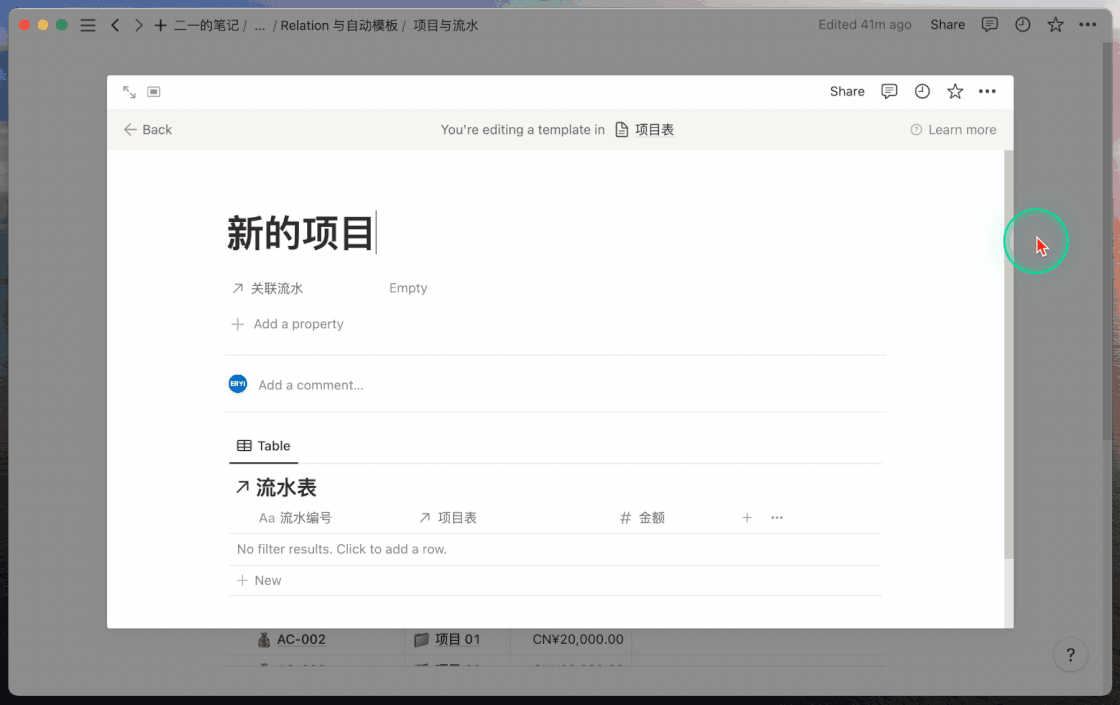 二一的笔记 / ... / Relation 与自动模板 / 项目与流水 Edited 41m ago Share
Share
Back You're editing a template in 项目表 Learn more
新的项目
关联流水 Empty
Add a property
ERYI Add a comment...
Table
流水表
Aa 流水编号 项目表 # 金额
No filter results. Click to add a row.
New
AC-002 项目 01 CN¥20,000.00
?